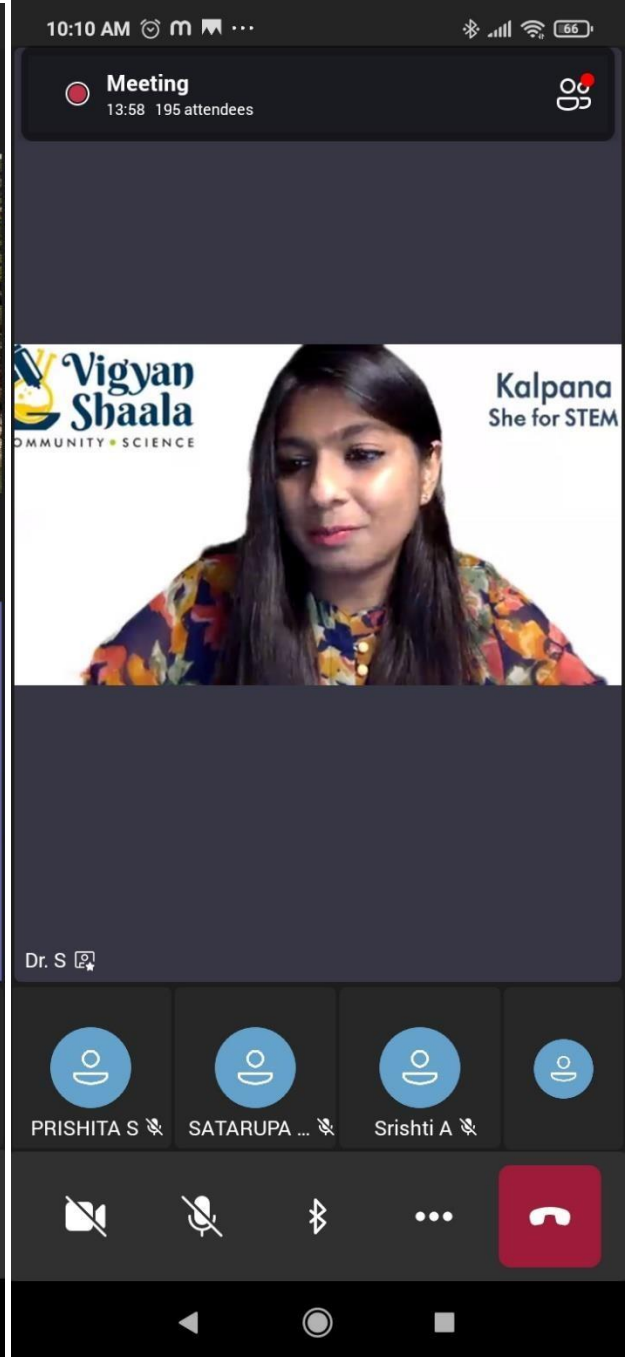 10:10 AM
66
Meeting
13:58 195 attendees
Vigyan
Shaala
OMMUNITY • SCIENCE
Kalpana
She for STEM
Dr. S
PRISHITA S
SATARUPA ...
Srishti A